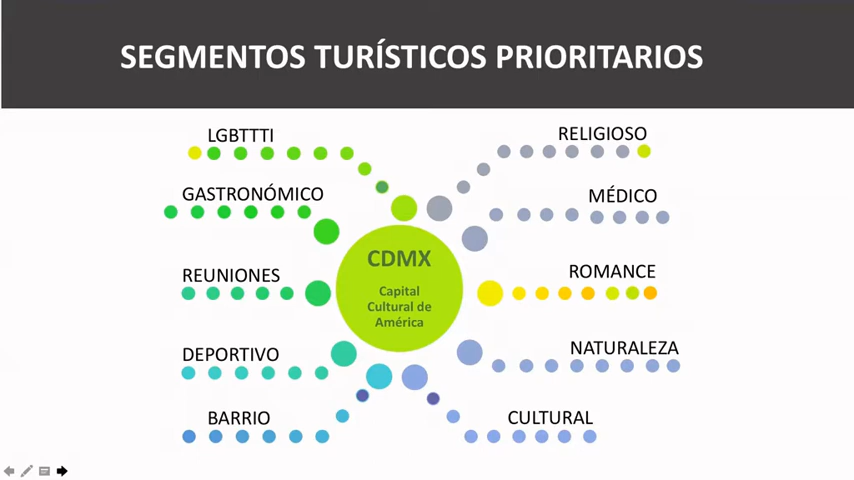 SEGMENTOS TURÍSTICOS PRIORITARIOS
LGBTTTI
RELIGIOSO
GASTRONÓMICO
MÉDICO
CDMX
Capital
Cultural de
América
REUNIONES
ROMANCE
DEPORTIVO
NATURALEZA
BARRIO
CULTURAL